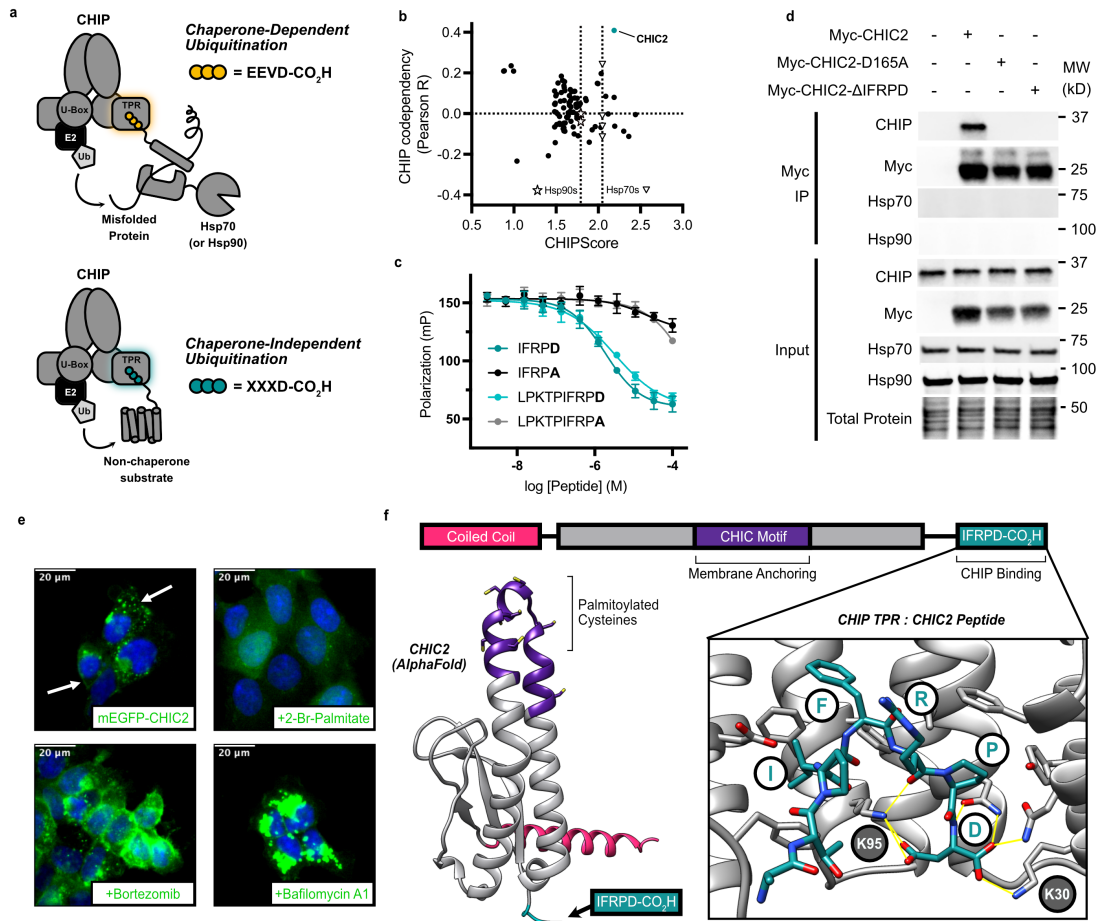 a
CHIP
Chaperone-Dependent
Ubiquitination
= EEVD-CO2H
U-Box
TPR
E2
Ub
Misfolded
Protein
Hsp70
(or Hsp90)
CHIP
Chaperone-Independent
Ubiquitination
= XXXD-CO2H
U-Box
TPR
E2
Ub
Non-chaperone
substrate
b
CHIP codependency
(Pearson R)
0.4
0.2
0.0
-0.2
-0.4
CHIC2
☆ Hsp90s
Hsp70s ▽
0.5 1.0 1.5 2.0 2.5 3.0
CHIPScore
c
Polarization (mP)
150
100
50
IFRPD
IFRPA
LPKTPIFRPD
LPKTPIFRPA
-8 -6 -4
log [Peptide] (M)
d
Myc-CHIC2 - + - -
Myc-CHIC2-D165A - - + -
Myc-CHIC2-ΔIFRPD - - - +
MW
(kD)
Myc
IP
CHIP
37
Myc
25
Hsp70
75
Hsp90
100
Input
CHIP
37
Myc
25
Hsp70
75
Hsp90
100
Total Protein
50
e
20 μm
mEGFP-CHIC2
20 μm
+2-Br-Palmitate
20 μm
+Bortezomib
20 μm
+Bafilomycin A1
f
Coiled Coil
CHIC Motif
IFRPD-CO2H
Membrane Anchoring
CHIP Binding
Palmitoylated
Cysteines
CHIC2
(AlphaFold)
IFRPD-CO2H
CHIP TPR : CHIC2 Peptide
F
R
I
P
D
K95
K30